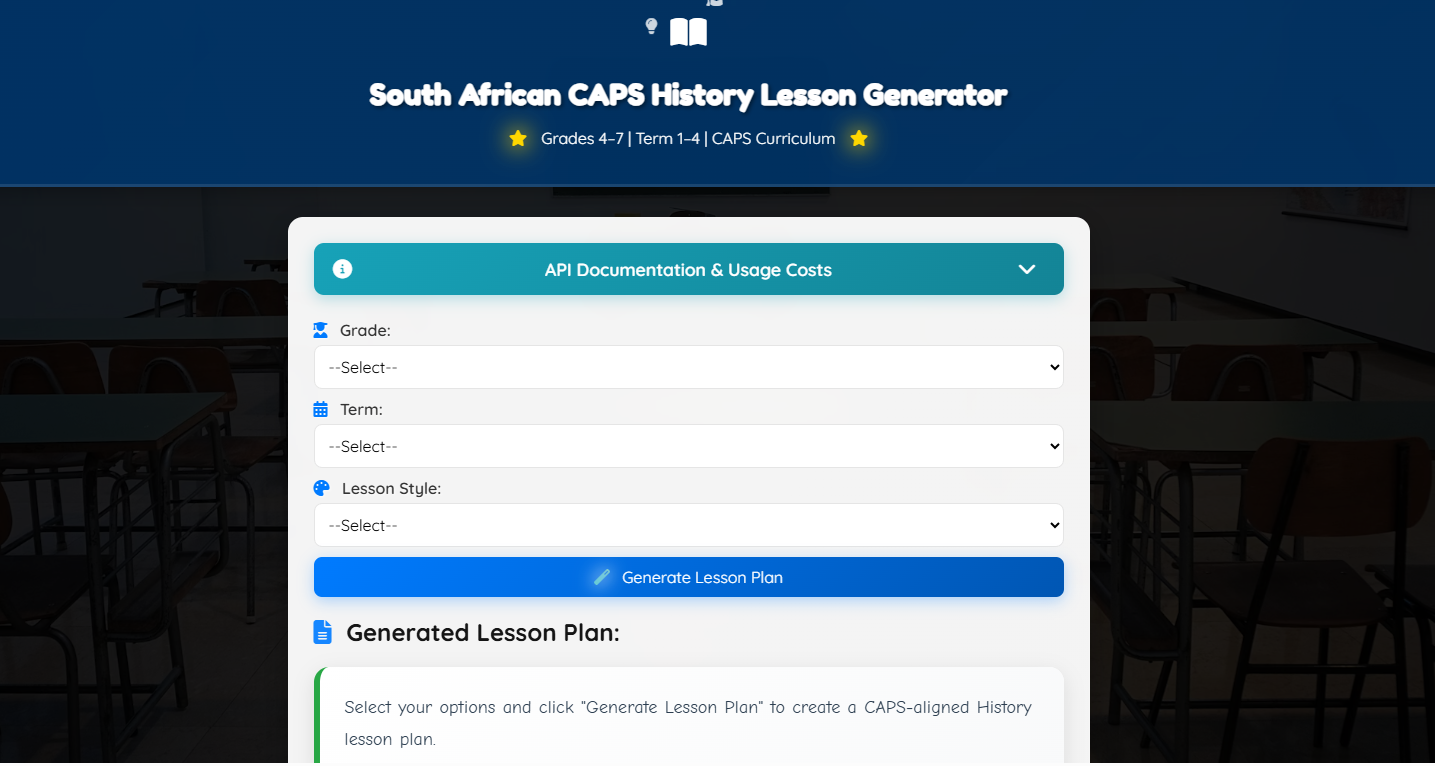 South African CAPS History Lesson Generator
Grades 4–7 | Term 1–4 | CAPS Curriculum
API Documentation & Usage Costs
Grade:
--Select--
Term:
--Select--
Lesson Style:
--Select--
Generate Lesson Plan
Generated Lesson Plan:
Select your options and click "Generate Lesson Plan" to create a CAPS-aligned History
lesson plan.